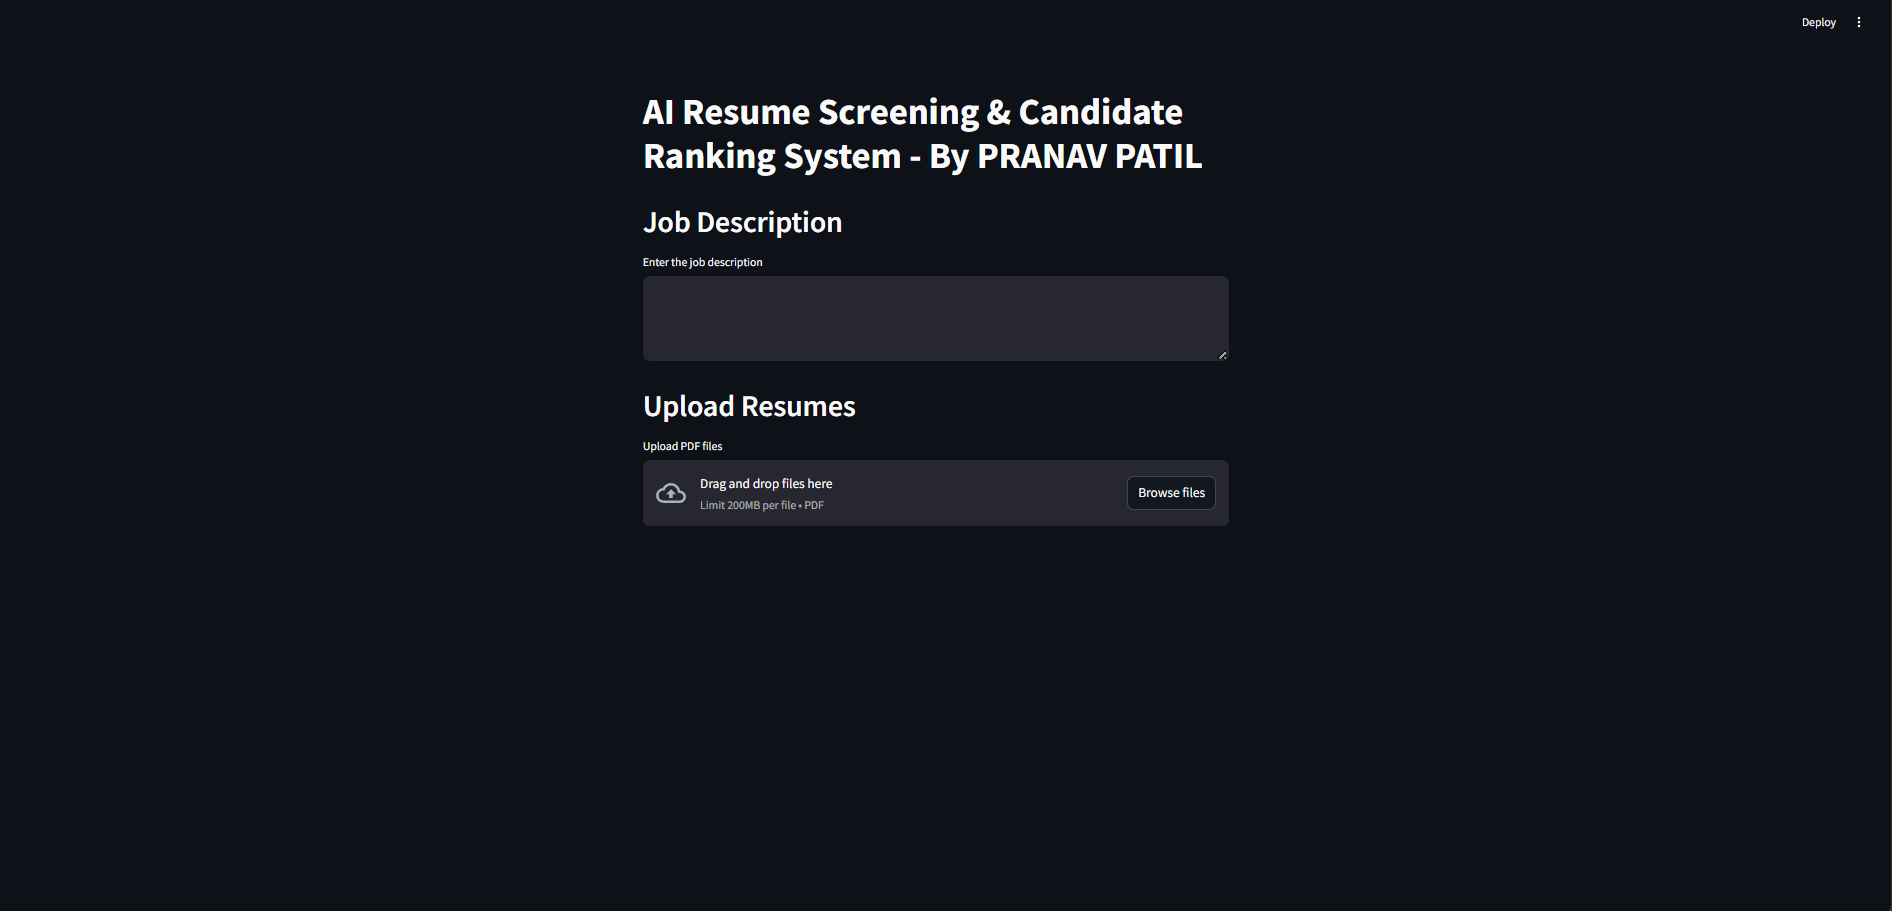 Deploy
AI Resume Screening & Candidate
Ranking System - By PRANAV PATIL
Job Description
Enter the job description
Upload Resumes
Upload PDF files
Drag and drop files here
Limit 200MB per file • PDF
Browse files